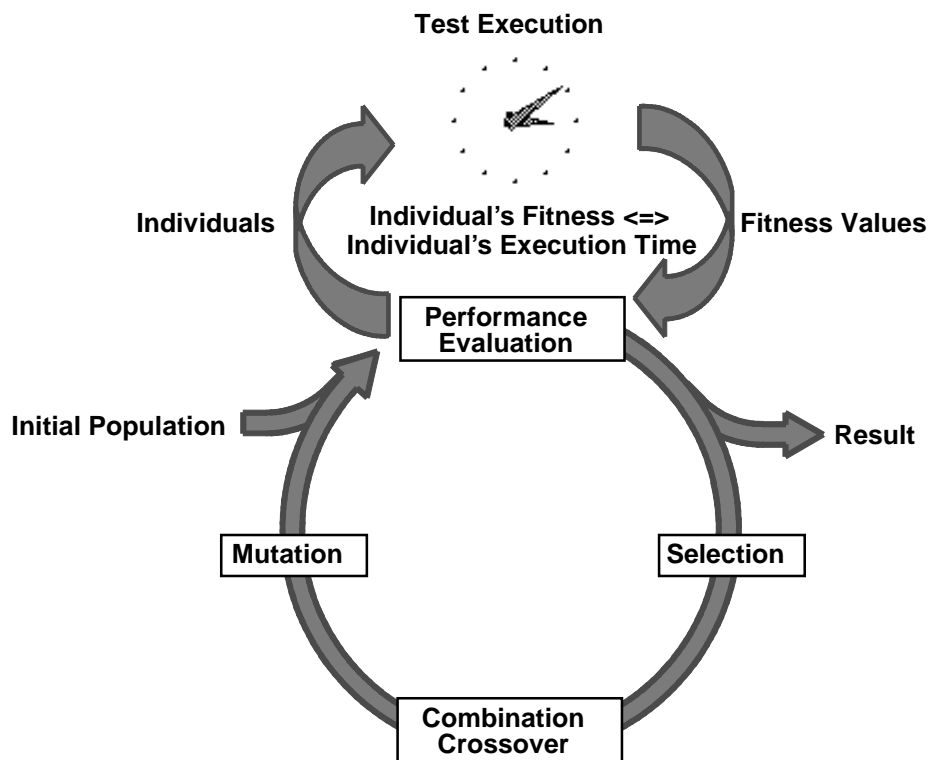 Test Execution
Individuals
Individual's Fitness <=>
Individual's Execution Time
Fitness Values
Performance
Evaluation
Initial Population
Result
Mutation
Selection
Combination
Crossover